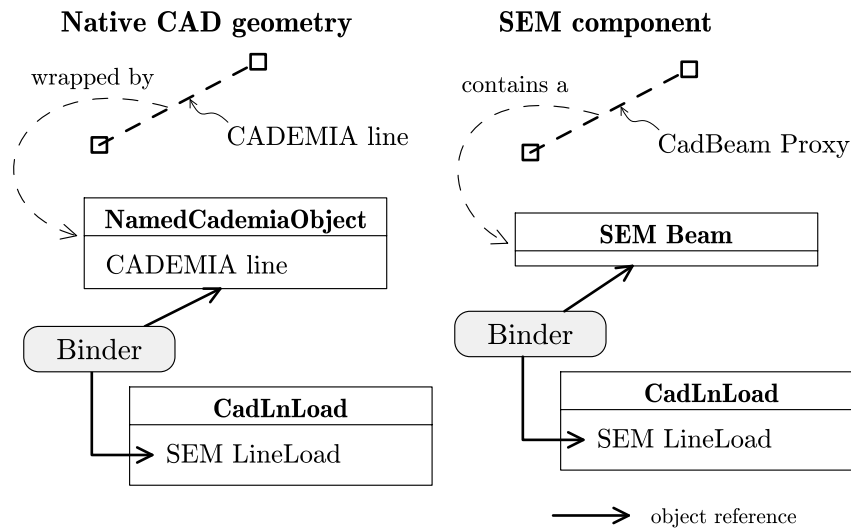 Native CAD geometry
wrapped by
CADEMIA line
NamedCademiaObject
CADEMIA line
Binder
CadLnLoad
SEM LineLoad
SEM component
contains a
CadBeam Proxy
SEM Beam
Binder
CadLnLoad
SEM LineLoad
object reference